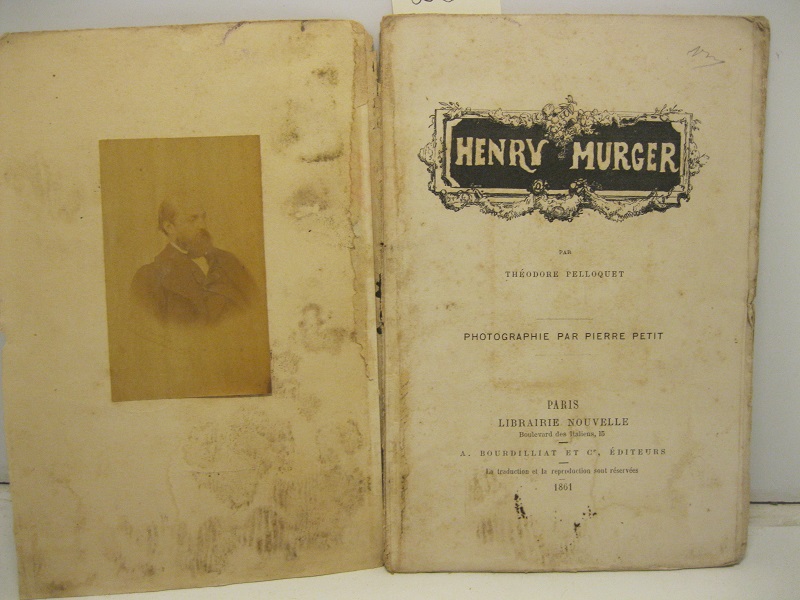 HENRY MURGER
PAR
THÉODORE PELLOQUET
PHOTOGRAPHIE PAR PIERRE PETIT
PARIS
LIBRAIRIE NOUVELLE
Boulevard des Italiens, 15
A. BOURDILLIAT ET Cᵉ, ÉDITEURS
La traduction et la reproduction sont réservées
1861